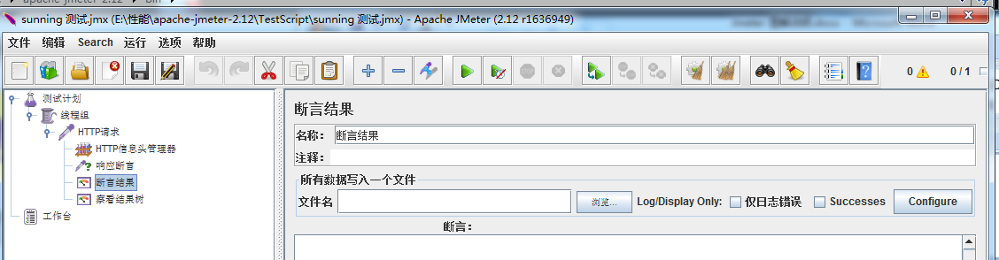 apache-jmeter-2.12
Bin
sunning 测试.jmx (E:\性能\apache-jmeter-2.12\TestScript\sunning 测试.jmx) - Apache JMeter (2.12 r1636949)
文件 编辑 Search 运行 选项 帮助
0 0 / 1
测试计划
线程组
HTTP请求
HTTP信息头管理器
响应断言
断言结果
察看结果树
工作台
断言结果
名称： 断言结果
注释：
所有数据写入一个文件
文件名 浏览... Log/Display Only: 仅日志错误 Successes Configure
断言：